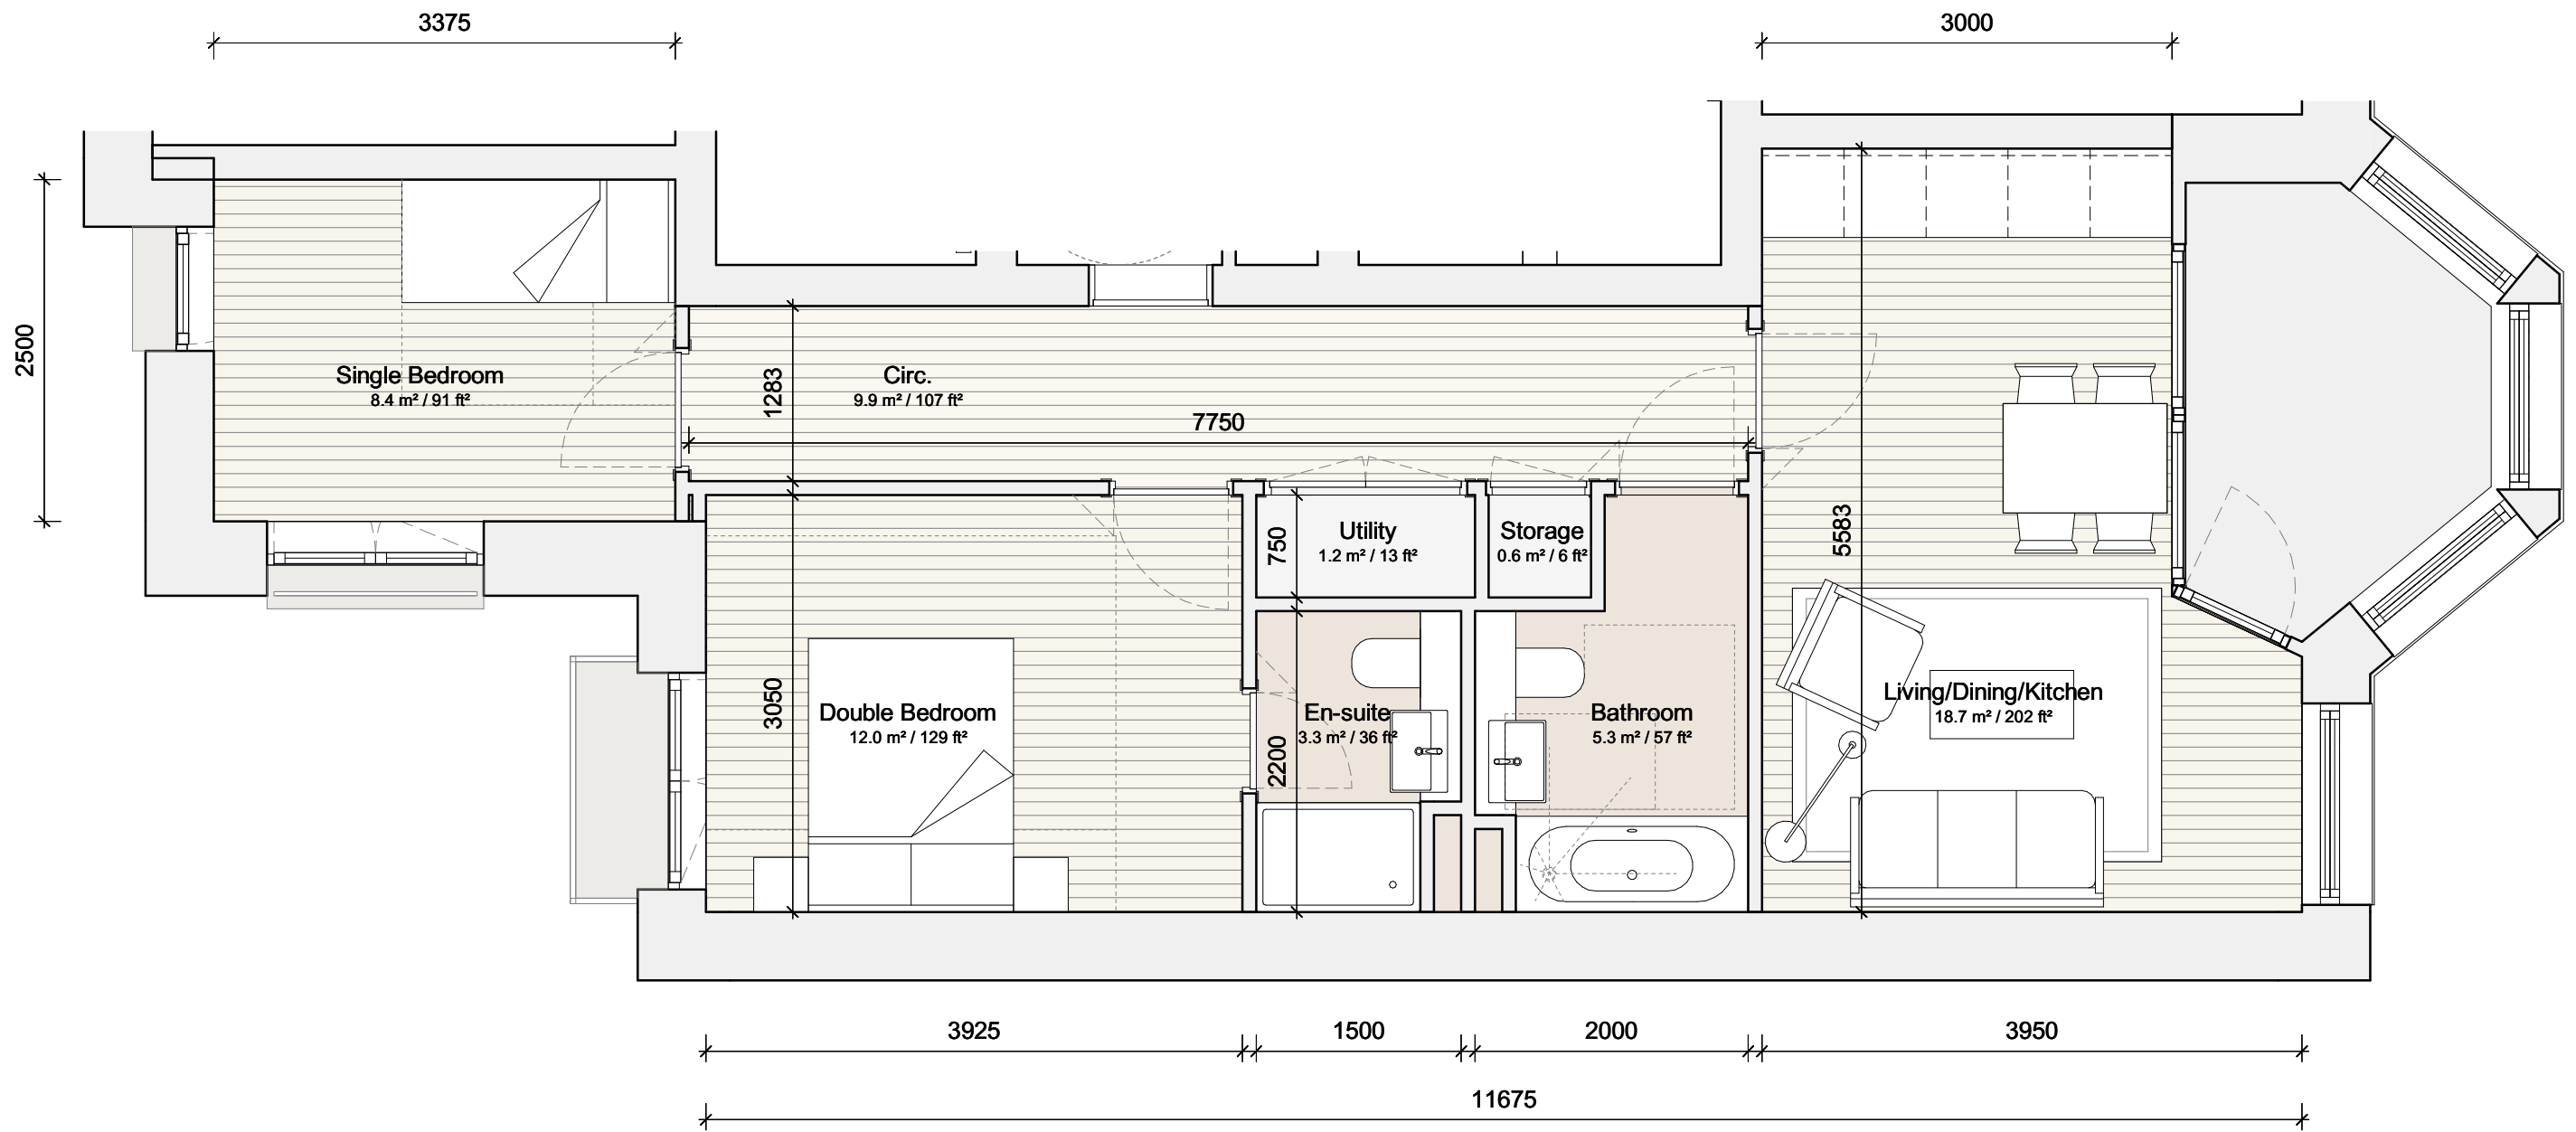 3375
3000
2500
Single Bedroom
8.4 m² / 91 ft²
1283
Circ.
9.9 m² / 107 ft²
7750
5583
750
Utility
1.2 m² / 13 ft²
Storage
0.6 m² / 6 ft²
3050
Double Bedroom
12.0 m² / 129 ft²
2200
En-suite
3.3 m² / 36 ft²
Bathroom
5.3 m² / 57 ft²
Living/Dining/Kitchen
18.7 m² / 202 ft²
3925
1500
2000
3950
11675